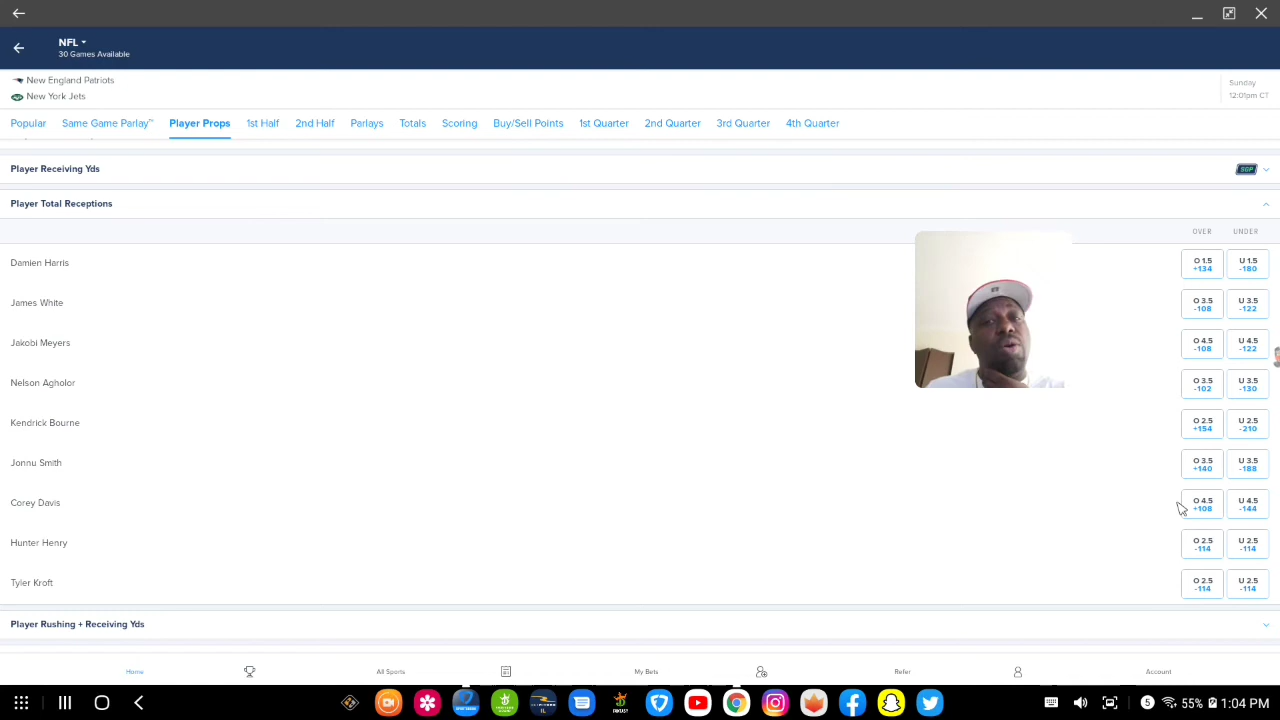 NFL
30 Games Available
New England Patriots
New York Jets
Sunday
12:01pm CT
Popular Same Game Parlay™ Player Props 1st Half 2nd Half Parlays Totals Scoring Buy/Sell Points 1st Quarter 2nd Quarter 3rd Quarter 4th Quarter
Player Receiving Yds SGP
Player Total Receptions
OVER UNDER
Damien Harris O 1.5 +134 U 1.5 -180
James White O 3.5 -108 U 3.5 -122
Jakobi Meyers O 4.5 -108 U 4.5 -122
Nelson Agholor O 3.5 -102 U 3.5 -130
Kendrick Bourne O 2.5 +154 U 2.5 -210
Jonnu Smith O 3.5 +140 U 3.5 -188
Corey Davis O 4.5 +108 U 4.5 -144
Hunter Henry O 2.5 -114 U 2.5 -114
Tyler Kroft O 2.5 -114 U 2.5 -114
Player Rushing + Receiving Yds
Home All Sports My Bets Refer Account
5 55% 1:04 PM